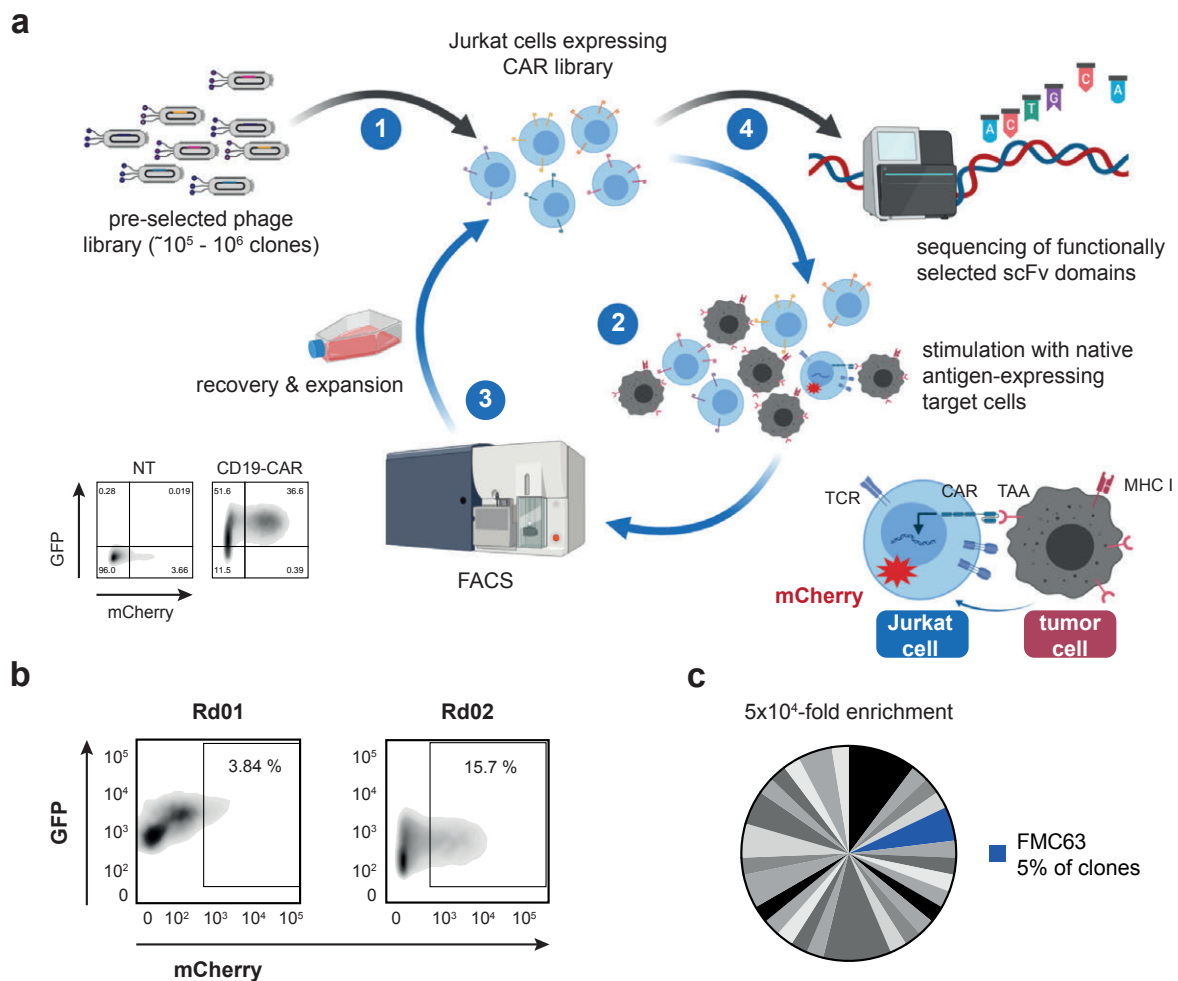 a
Jurkat cells expressing
CAR library
1
4
A
C
T
G
C
A
pre-selected phage
library (~10⁵ - 10⁶ clones)
sequencing of functionally
selected scFv domains
2
stimulation with native
antigen-expressing
target cells
recovery & expansion
3
NT
CD19-CAR
0.28
0.019
51.6
36.6
GFP
96.0
3.66
11.5
0.39
mCherry
FACS
TCR
CAR
TAA
MHC I
mCherry
Jurkat
cell
tumor
cell
b
Rd01
Rd02
GFP
10⁵
10⁴
10³
10²
0
3.84 %
0 10² 10³ 10⁴ 10⁵
10⁵
10⁴
10³
10²
0
15.7 %
0 10³ 10⁴ 10⁵
mCherry
c
5x10⁴-fold enrichment
FMC63
5% of clones